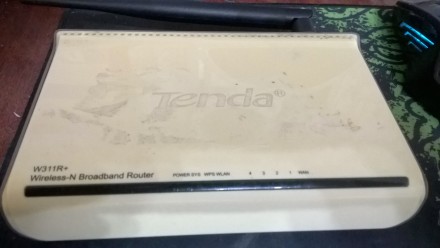 Tenda®
W311R+
Wireless-N Broadband Router POWER SYS WPS WLAN 4 3 2 1 WAN